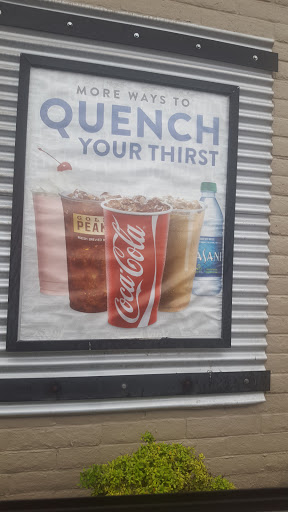 MORE WAYS TO
QUENCH
YOUR THIRST
GOLD
PEAK
Coca-Cola